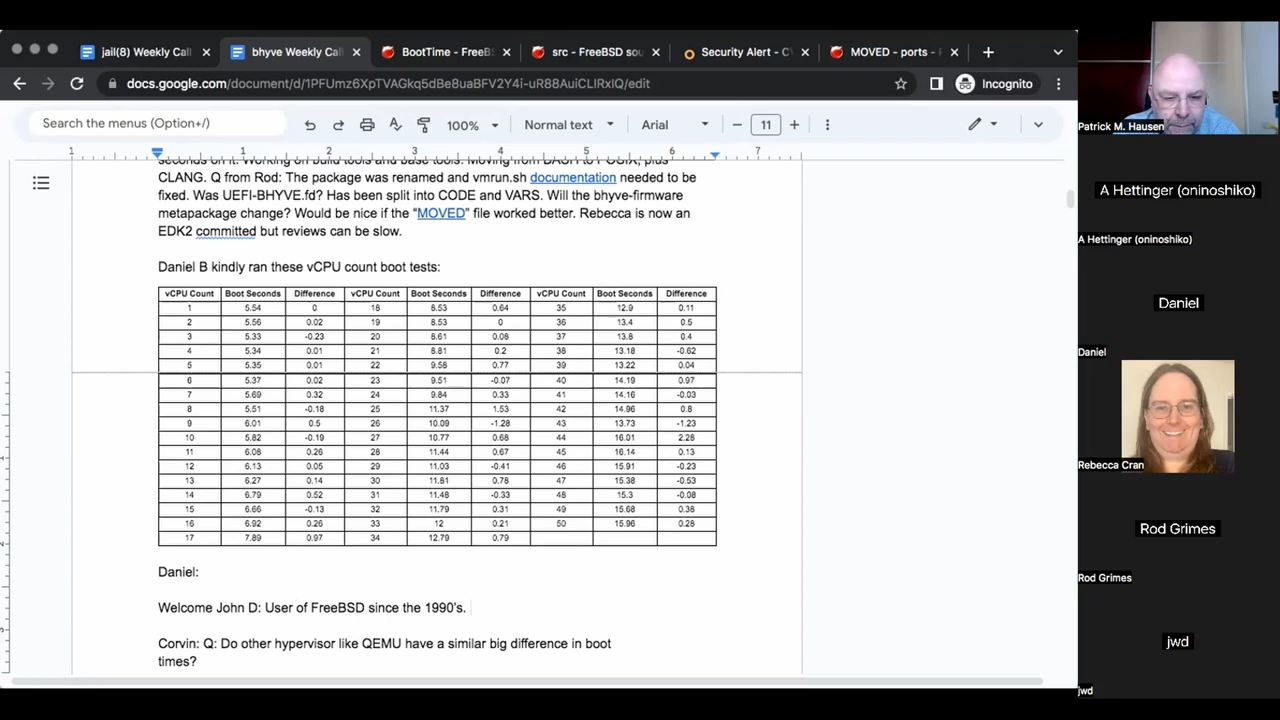 jail(8) Weekly Call
bhyve Weekly Call
BootTime - FreeBS
src - FreeBSD sou
Security Alert - C
MOVED - ports - F
docs.google.com/document/d/1PFUmz6XpTVAGkq5dBe8uaBFV2Y4i-uR88AuiCLlRxIQ/edit
Incognito
Search the menus (Option+/)
100%
Normal text
Arial
11
1 1 2 3 4 5 6 7
CLANG. Q from Rod: The package was renamed and vmrun.sh documentation needed to be
fixed. Was UEFI-BHYVE.fd? Has been split into CODE and VARS. Will the bhyve-firmware
metapackage change? Would be nice if the “MOVED” file worked better. Rebecca is now an
EDK2 committed but reviews can be slow.
Daniel B kindly ran these vCPU count boot tests:
vCPU Count Boot Seconds Difference vCPU Count Boot Seconds Difference vCPU Count Boot Seconds Difference
1 5.54 0 18 8.53 0.64 35 12.9 0.11
2 5.56 0.02 19 8.53 0 36 13.4 0.5
3 5.33 -0.23 20 8.61 0.08 37 13.8 0.4
4 5.34 0.01 21 8.81 0.2 38 13.18 -0.62
5 5.35 0.01 22 9.58 0.77 39 13.22 0.04
6 5.37 0.02 23 9.51 -0.07 40 14.19 0.97
7 5.69 0.32 24 9.84 0.33 41 14.16 -0.03
8 5.51 -0.18 25 11.37 1.53 42 14.96 0.8
9 6.01 0.5 26 10.09 -1.28 43 13.73 -1.23
10 5.82 -0.19 27 10.77 0.68 44 16.01 2.28
11 6.08 0.26 28 11.44 0.67 45 16.14 0.13
12 6.13 0.05 29 11.03 -0.41 46 15.91 -0.23
13 6.27 0.14 30 11.81 0.78 47 15.38 -0.53
14 6.79 0.52 31 11.48 -0.33 48 15.3 -0.08
15 6.66 -0.13 32 11.79 0.31 49 15.68 0.38
16 6.92 0.26 33 12 0.21 50 15.96 0.28
17 7.89 0.97 34 12.79 0.79
Daniel:
Welcome John D: User of FreeBSD since the 1990’s.
Corvin: Q: Do other hypervisor like QEMU have a similar big difference in boot
times?
Patrick M. Hausen
A Hettinger (oninoshiko)
A Hettinger (oninoshiko)
Daniel
Daniel
Rebecca Cran
Rod Grimes
Rod Grimes
jwd
jwd